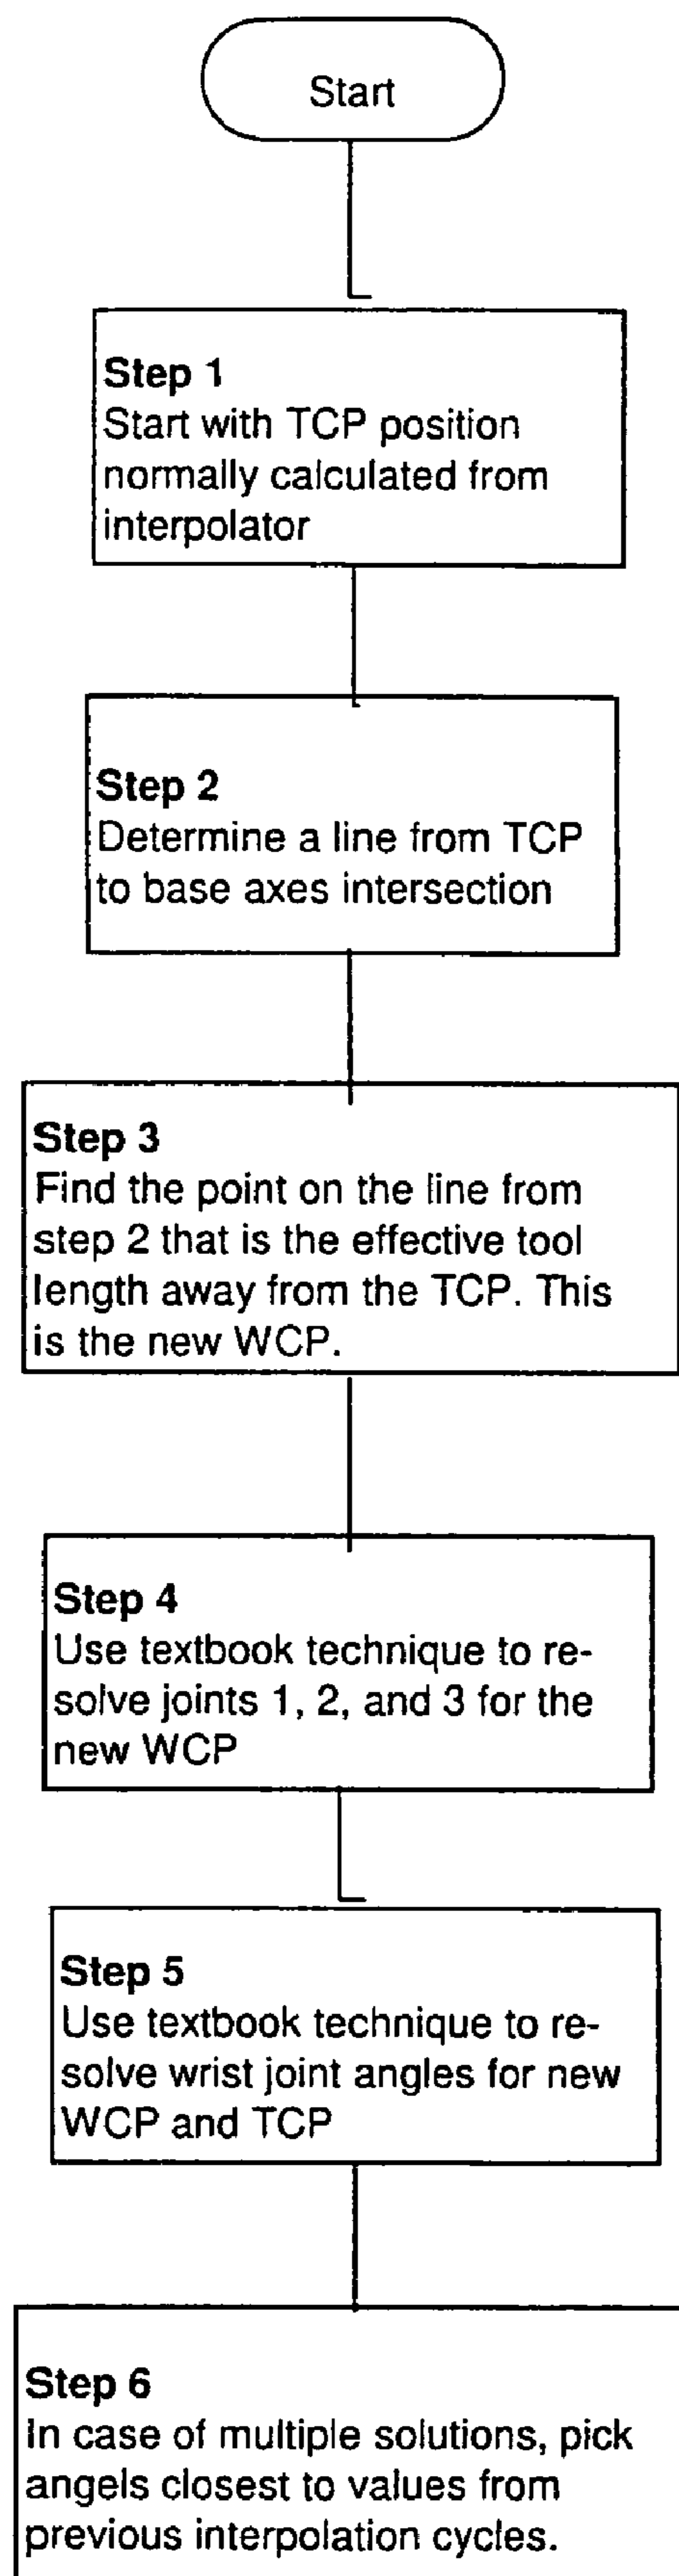 Start
Step 1
Start with TCP position
normally calculated from
interpolator
Step 2
Determine a line from TCP
to base axes intersection
Step 3
Find the point on the line from
step 2 that is the effective tool
length away from the TCP. This
is the new WCP.
Step 4
Use textbook technique to re-
solve joints 1, 2, and 3 for the
new WCP
Step 5
Use textbook technique to re-
solve wrist joint angles for new
WCP and TCP
Step 6
In case of multiple solutions, pick
angels closest to values from
previous interpolation cycles.